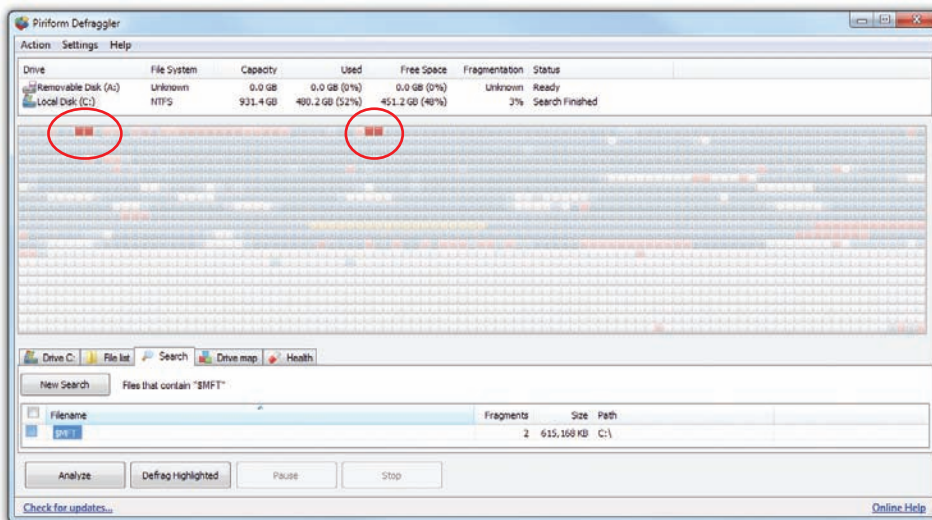 Piriform Defraggler
Action Settings Help
Drive File System Capacity Used Free Space Fragmentation Status
Removable Disk (A:) Unknown 0.0 GB 0.0 GB (0%) 0.0 GB (0%) Unknown Ready
Local Disk (C:) NTFS 931.4 GB 480.2 GB (52%) 451.2 GB (48%) 3% Search Finished
Drive C: File list Search Drive map Health
New Search Files that contain "$MFT"
Filename Fragments Size Path
$MFT 2 615,168 KB C:\
Analyze Defrag Highlighted Pause Stop
Check for updates... Online Help